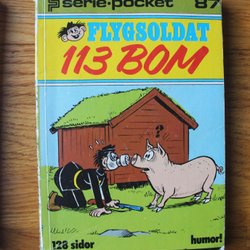 serie-pocket 87
FLYGSOLDAT
113 BOM
?
128 sidor humor!